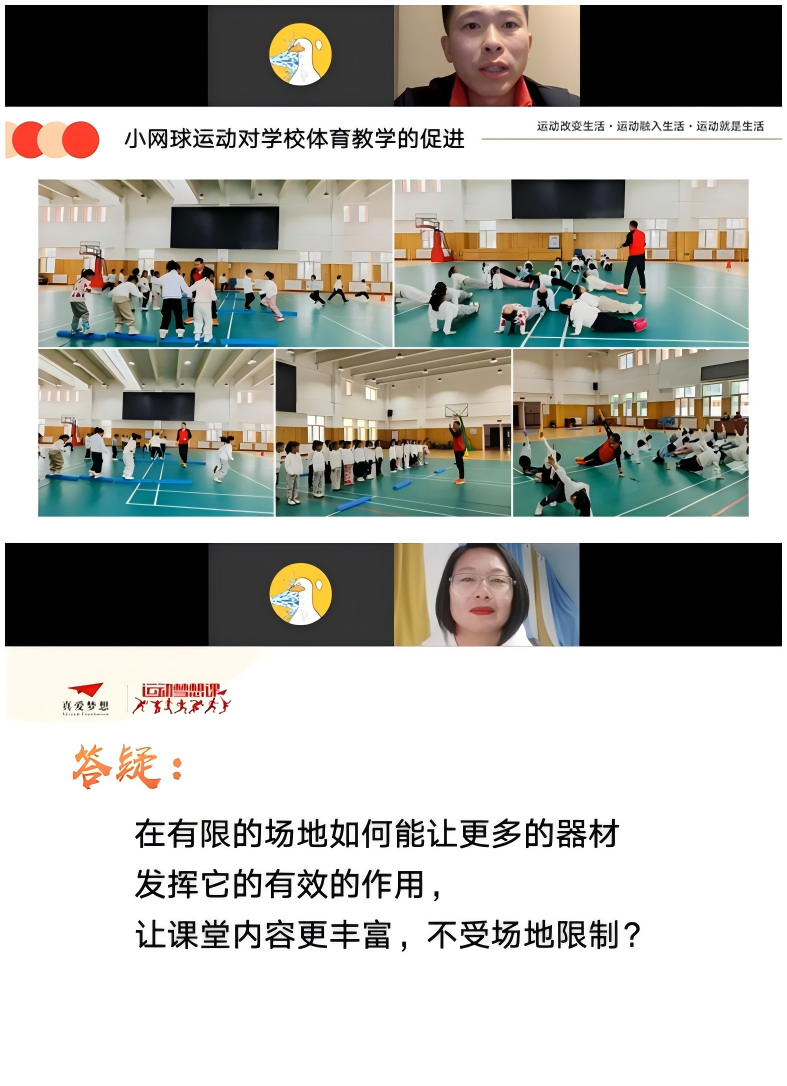 小网球运动对学校体育教学的促进
运动改变生活·运动融入生活·运动就是生活
真爱梦想
运动梦想课
答疑：
在有限的场地如何能让更多的器材
发挥它的有效的作用，
让课堂内容更丰富，不受场地限制？